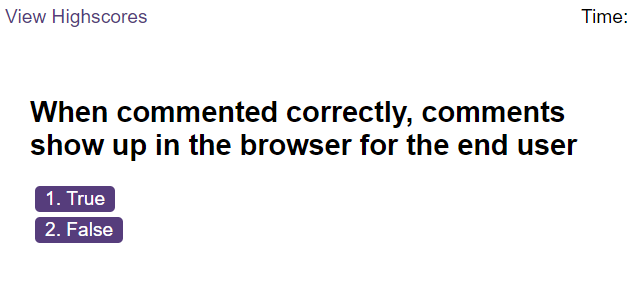 View Highscores
Time:
When commented correctly, comments
show up in the browser for the end user
1. True
2. False